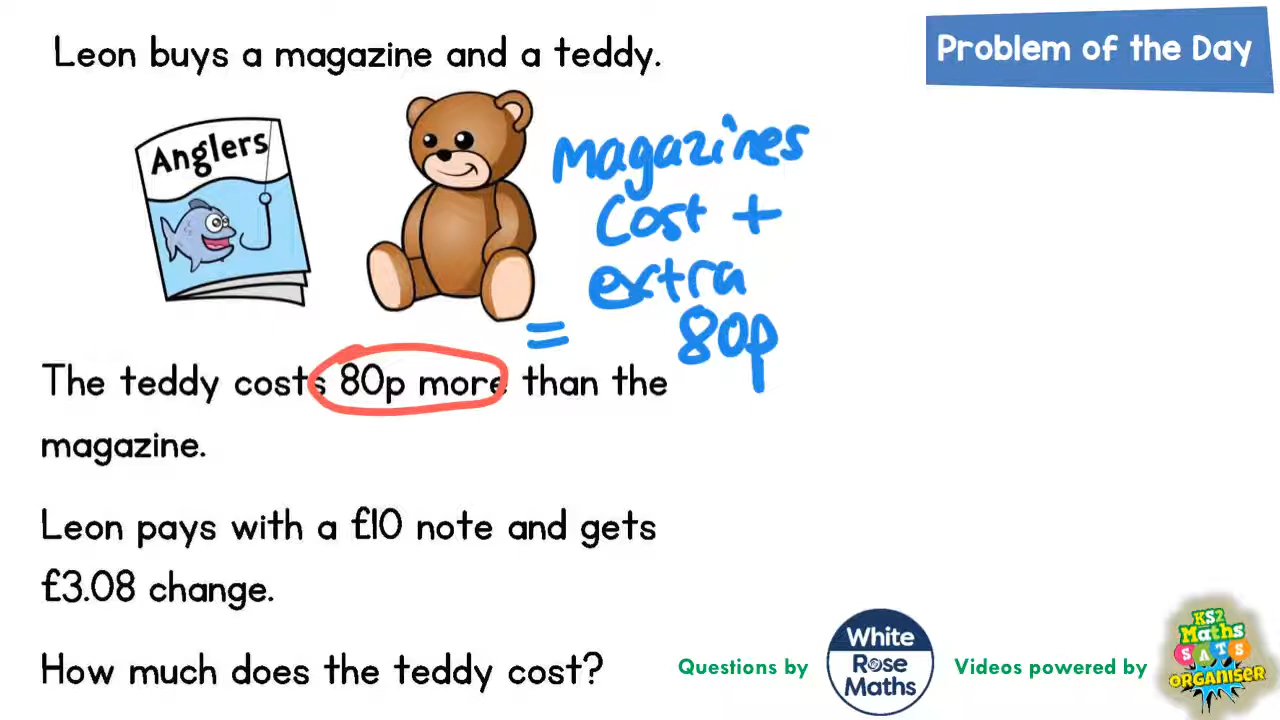 Leon buys a magazine and a teddy.
Problem of the Day
Anglers
magazines
cost +
extra
= 80p
The teddy costs 80p more than the
magazine.
Leon pays with a £10 note and gets
£3.08 change.
How much does the teddy cost?
Questions by
White
Rose
Maths
Videos powered by
KS2
Maths
SATS
ORGANISER